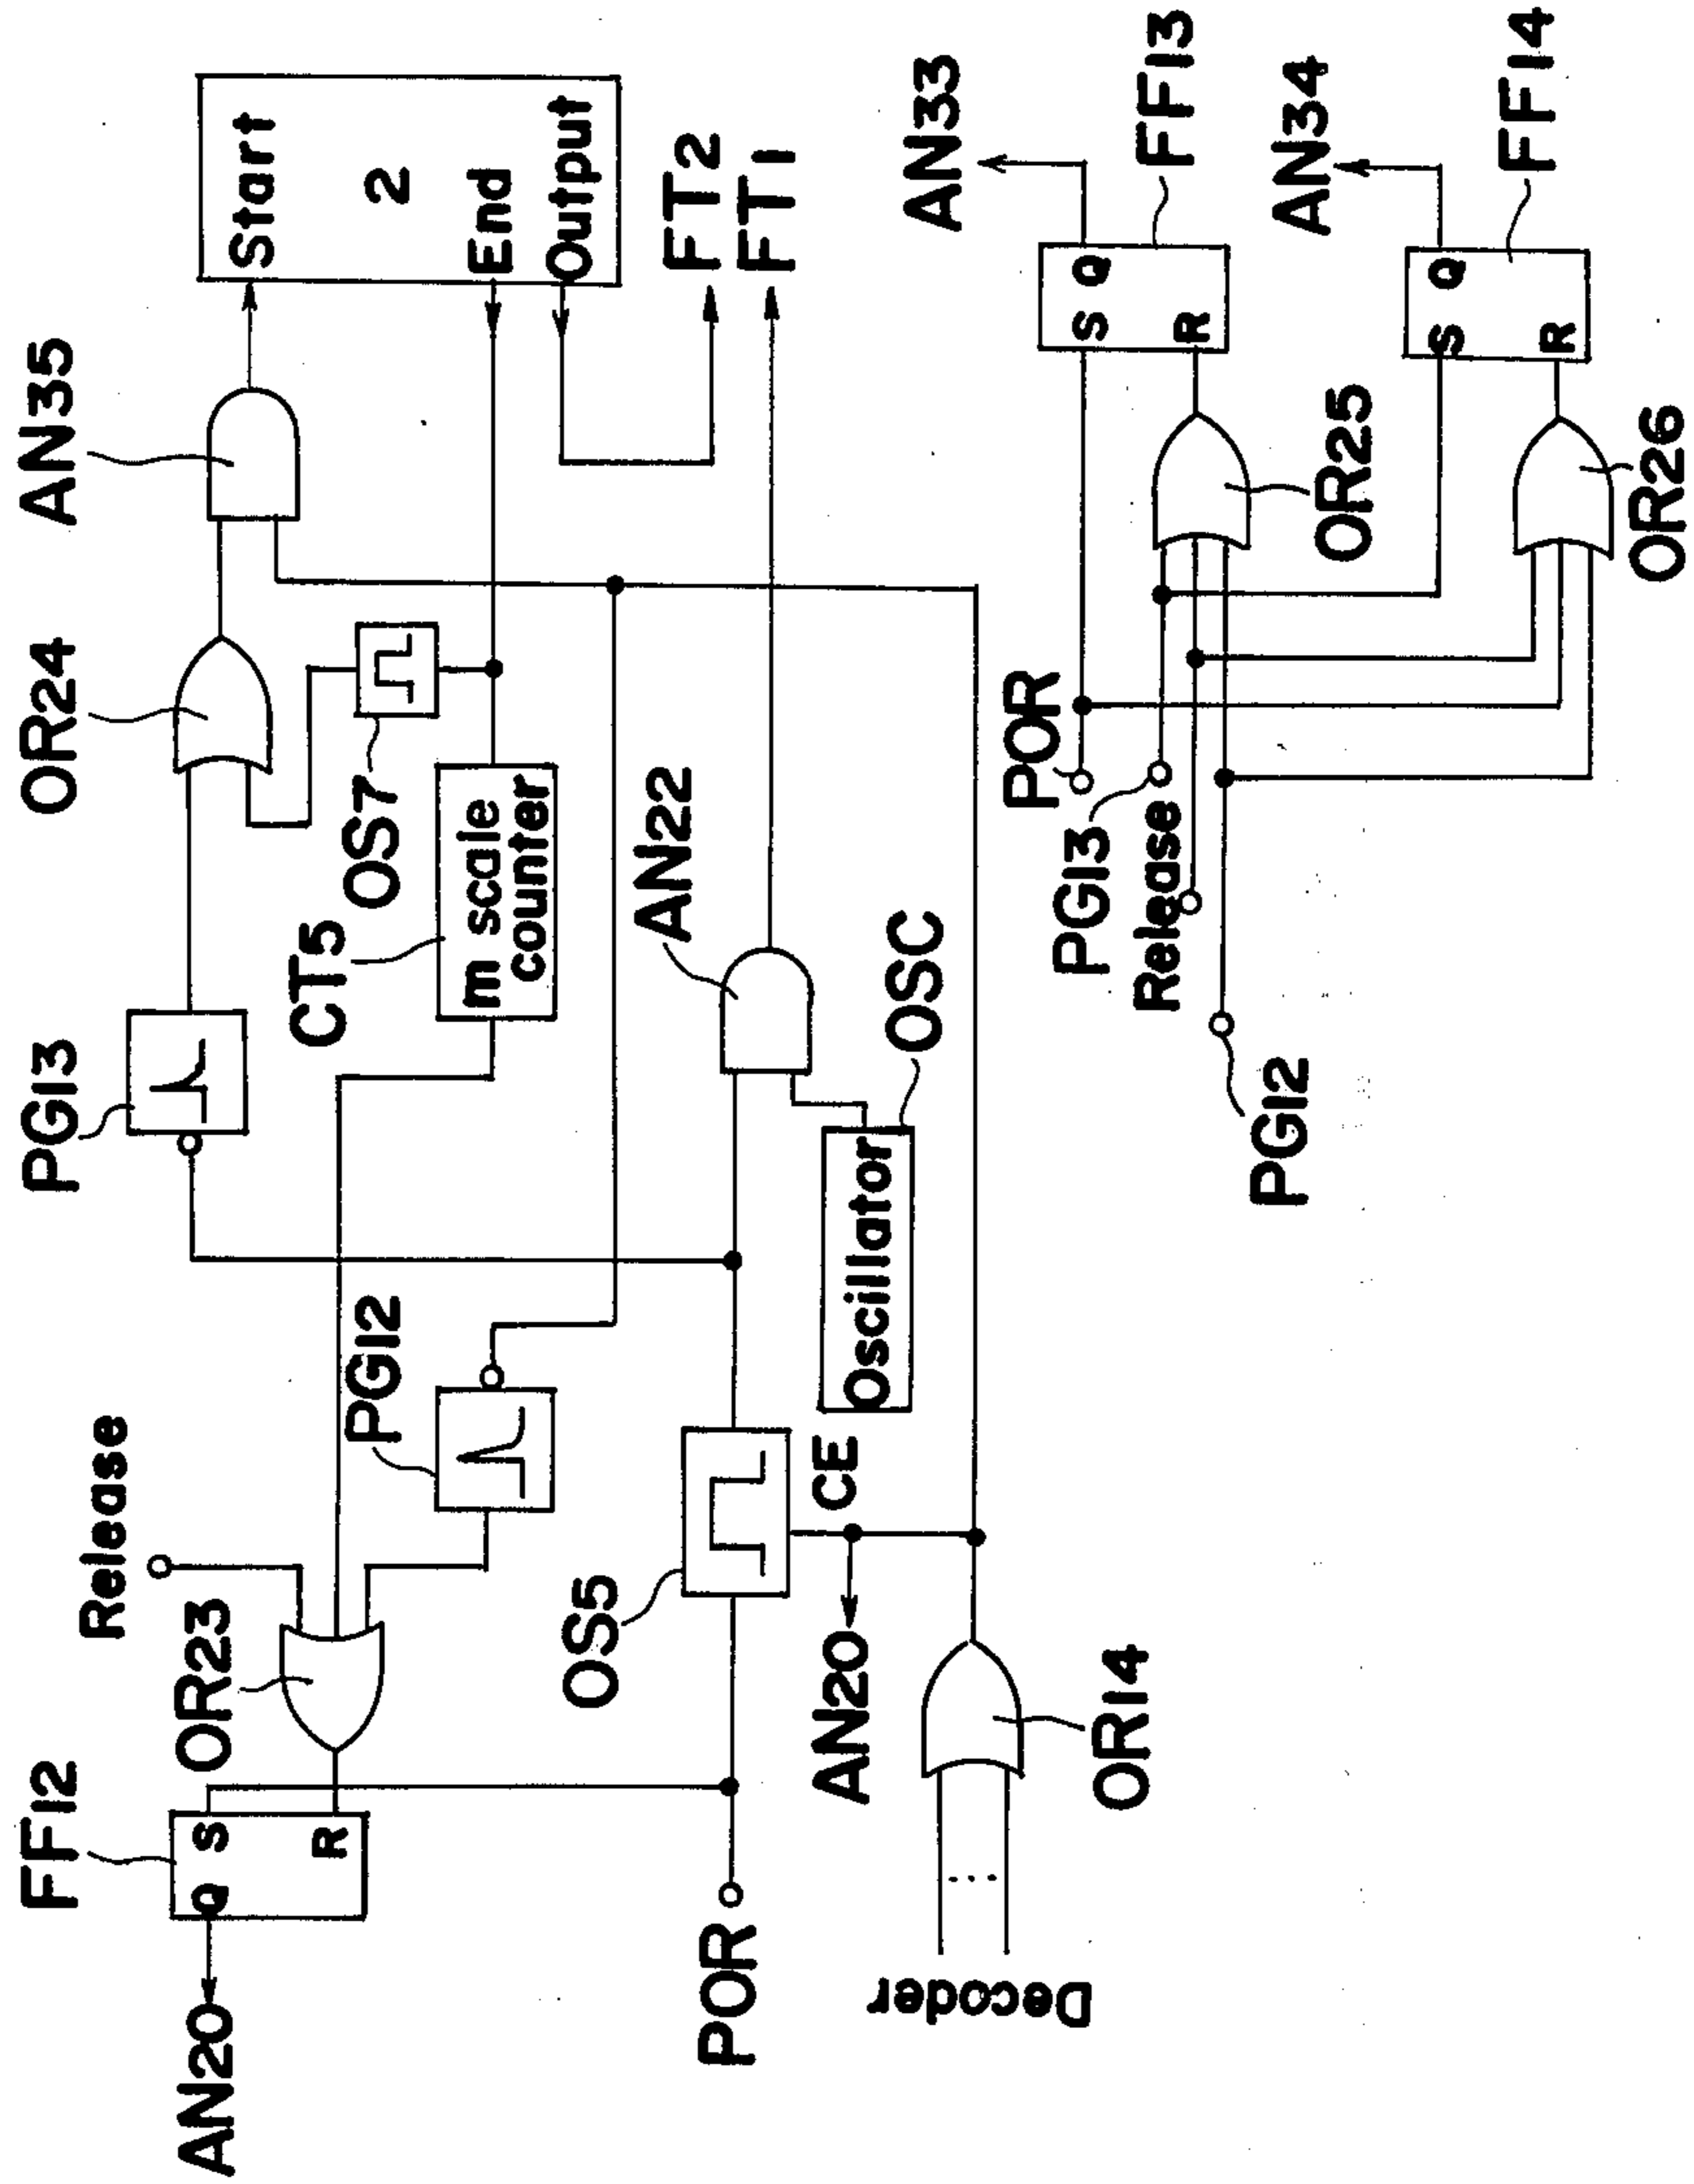 AN20
FF12
Q
S
R
OR23
Release
PG12
PG13
CT5
m scale
counter
OS7
OR24
AN35
Start
2
End
Output
FT2
FT1
POR
OS5
CE
AN20
Decoder
OR14
Oscillator
OSC
AN22
POR
PG13
Release
PG12
OR25
OR26
S
Q
R
AN33
FF13
S
Q
R
AN34
FF14